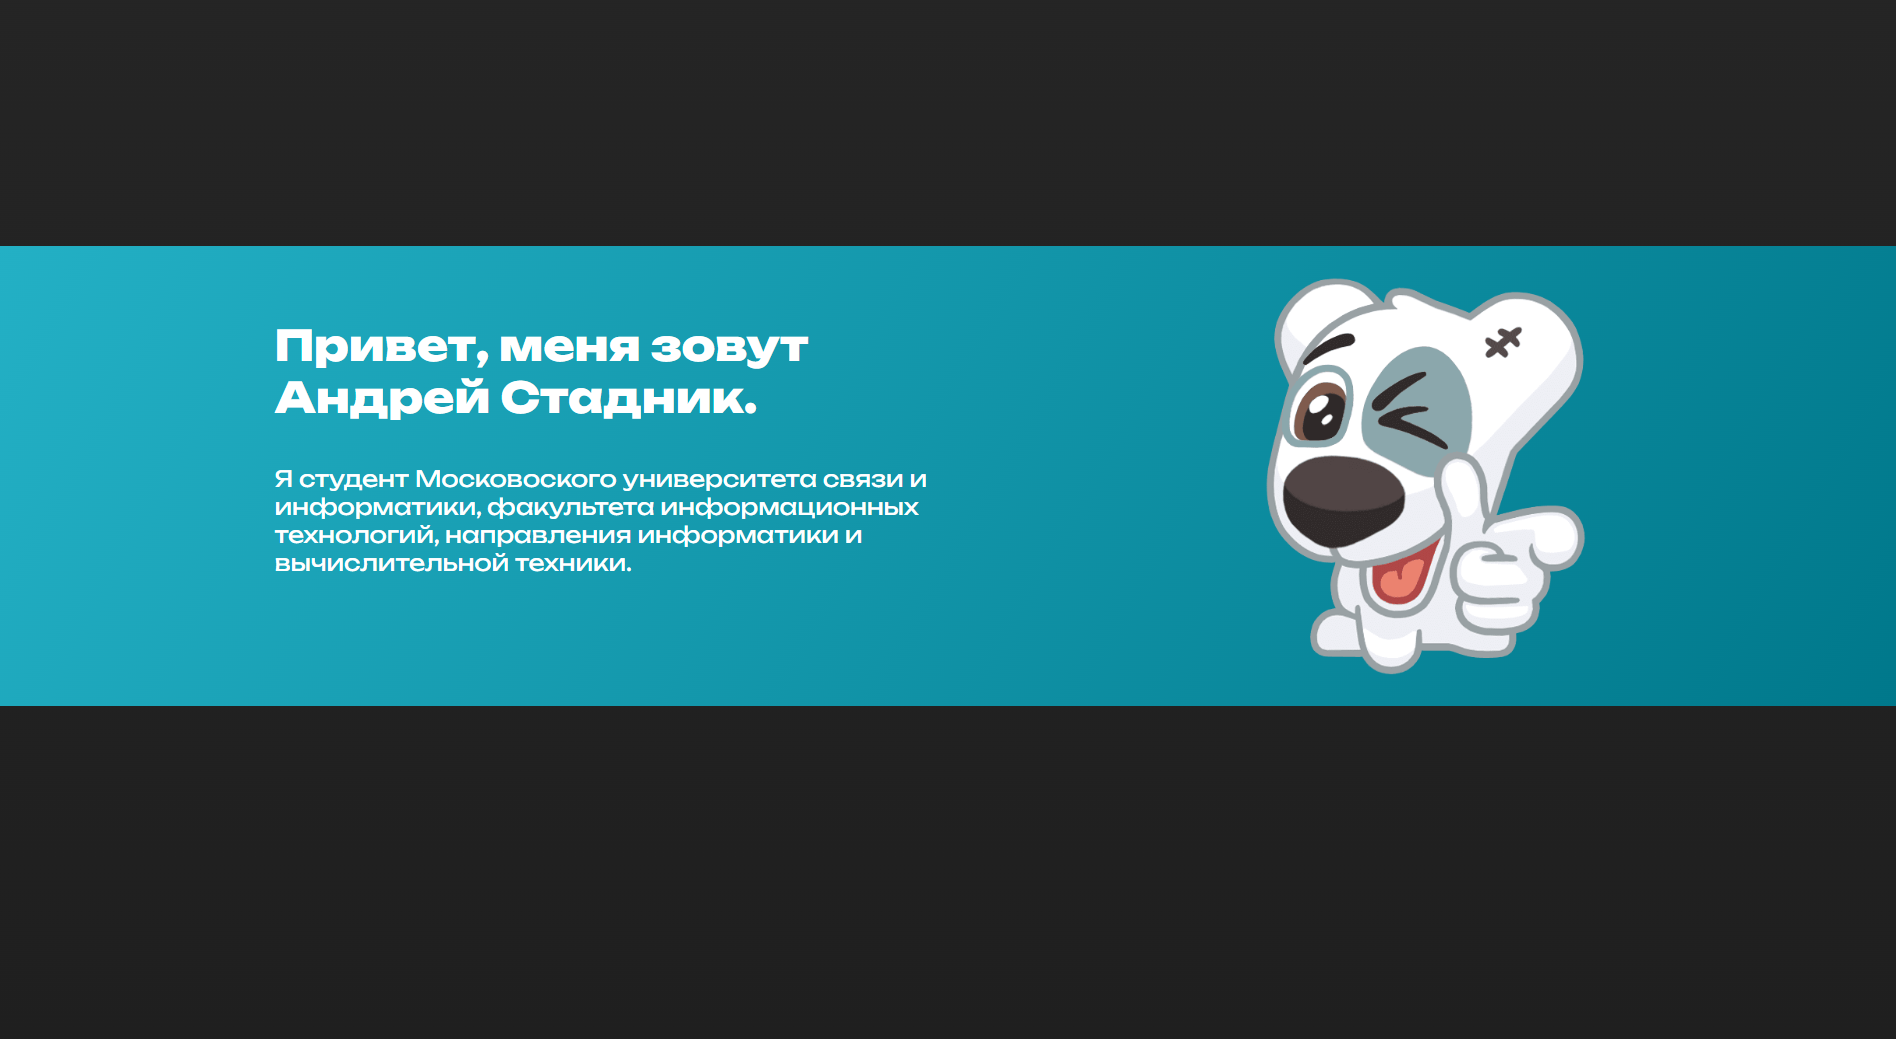 Привет, меня зовут
Андрей Стадник.
Я студент Московоского университета связи и
информатики, факультета информационных
технологий, направления информатики и
вычислительной техники.